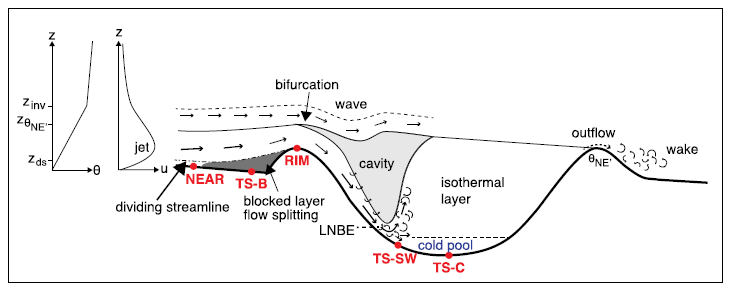 z
z
bifurcation
z_inv
wave
z_θ_NE'
outflow
jet
wake
cavity
RIM
z_ds
θ_NE'
θ
u
NEAR
TS-B
isothermal
layer
dividing streamline
blocked layer
flow splitting
LNBE
cold pool
TS-SW
TS-C